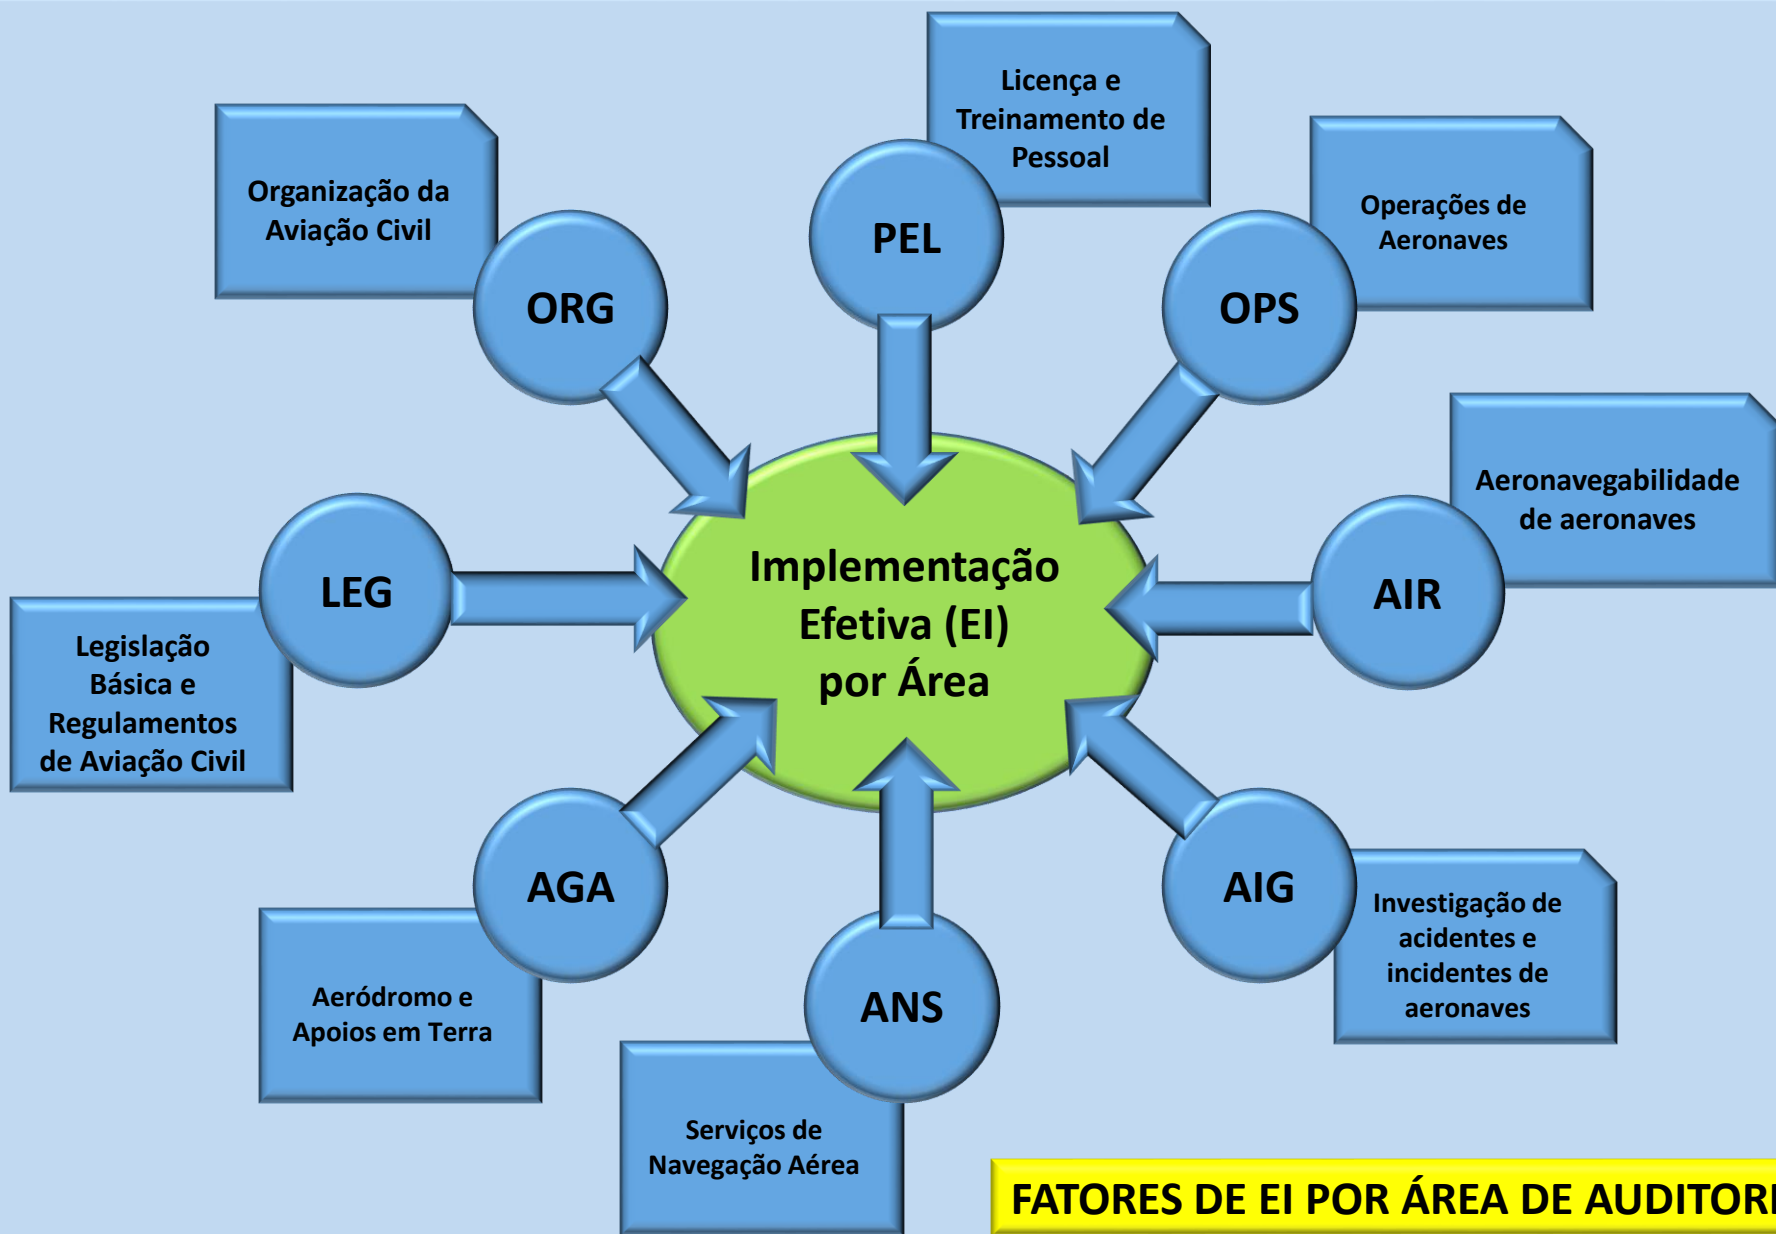 Licença e
Treinamento de
Pessoal
PEL
Organização da
Aviação Civil
ORG
Operações de
Aeronaves
OPS
Aeronavegabilidade
de aeronaves
AIR
LEG
Legislação
Básica e
Regulamentos
de Aviação Civil
Implementação
Efetiva (EI)
por Área
AGA
Aeródromo e
Apoios em Terra
ANS
Serviços de
Navegação Aérea
AIG
Investigação de
acidentes e
incidentes de
aeronaves
FATORES DE EI POR ÁREA DE